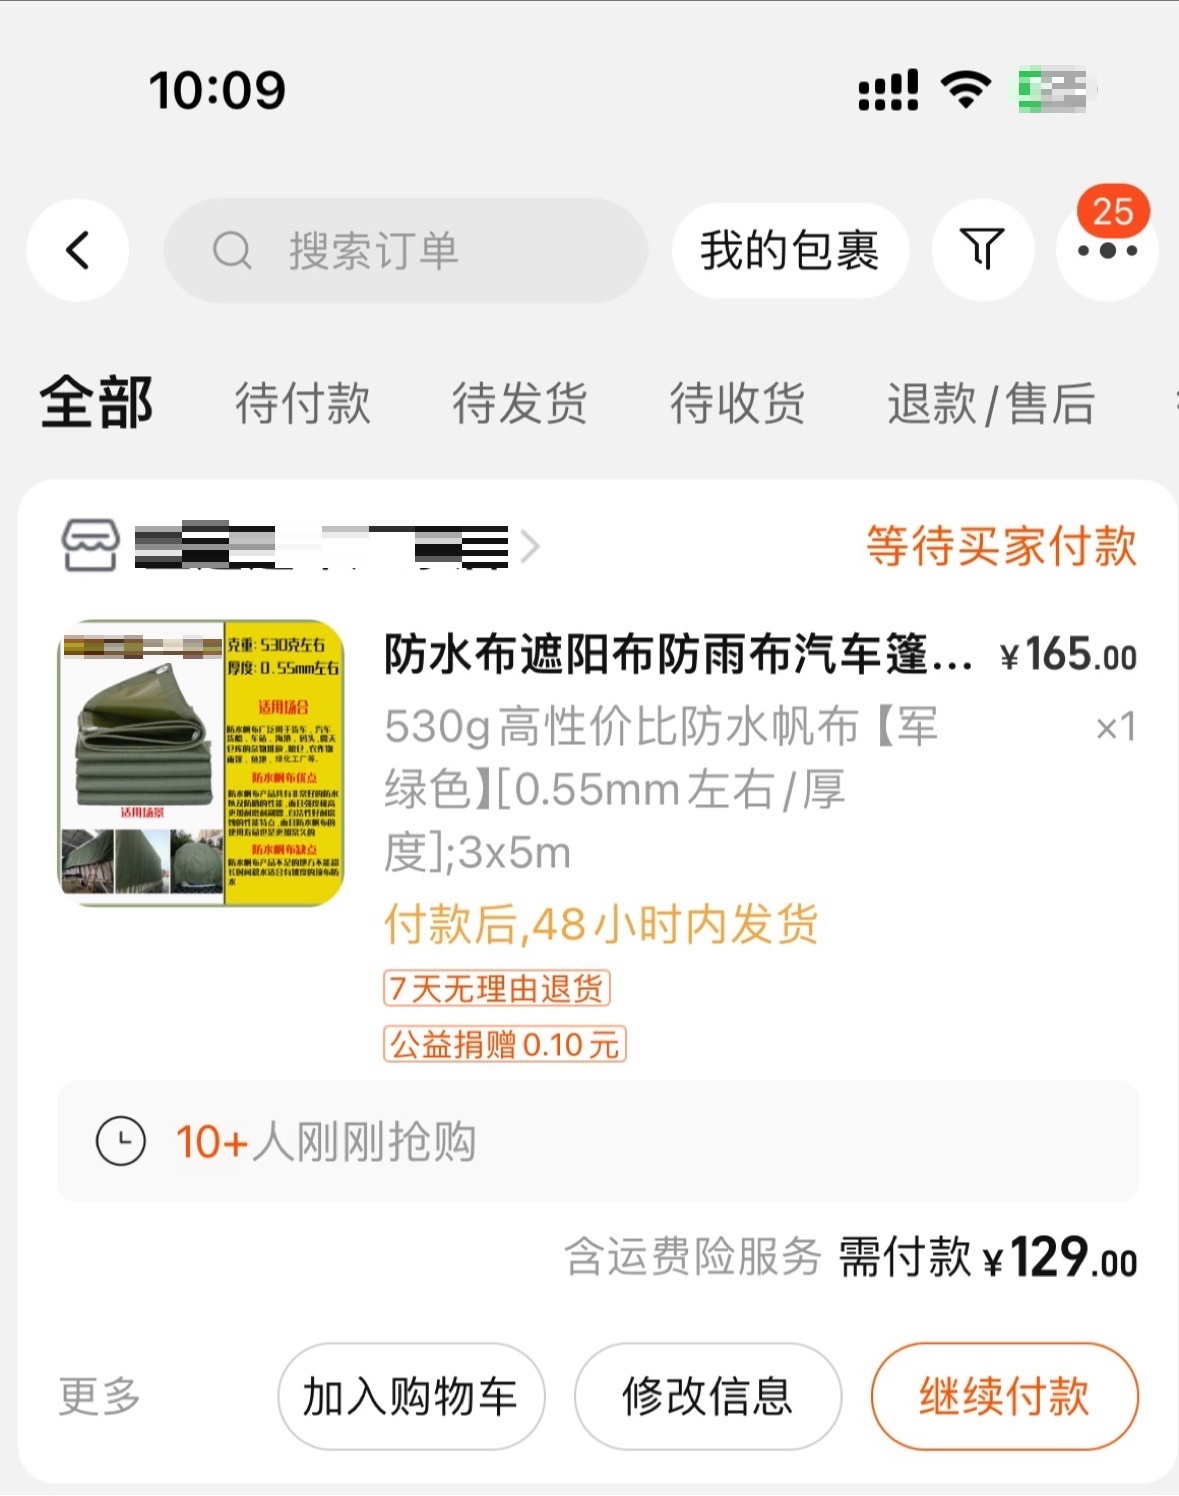 10:09
搜索订单
我的包裹
25
全部
待付款
待发货
待收货
退款/售后
等待买家付款
克重: 530克左右
厚度: 0.55mm左右
适用场合
防水帆布优点
适用场景
防水帆布缺点
防水布遮阳布防雨布汽车篷...
¥165.00
530g高性价比防水帆布【军
×1
绿色】[0.55mm左右/厚
度];3x5m
付款后,48小时内发货
7天无理由退货
公益捐赠0.10元
10+人刚刚抢购
含运费险服务 需付款 ¥129.00
更多
加入购物车
修改信息
继续付款